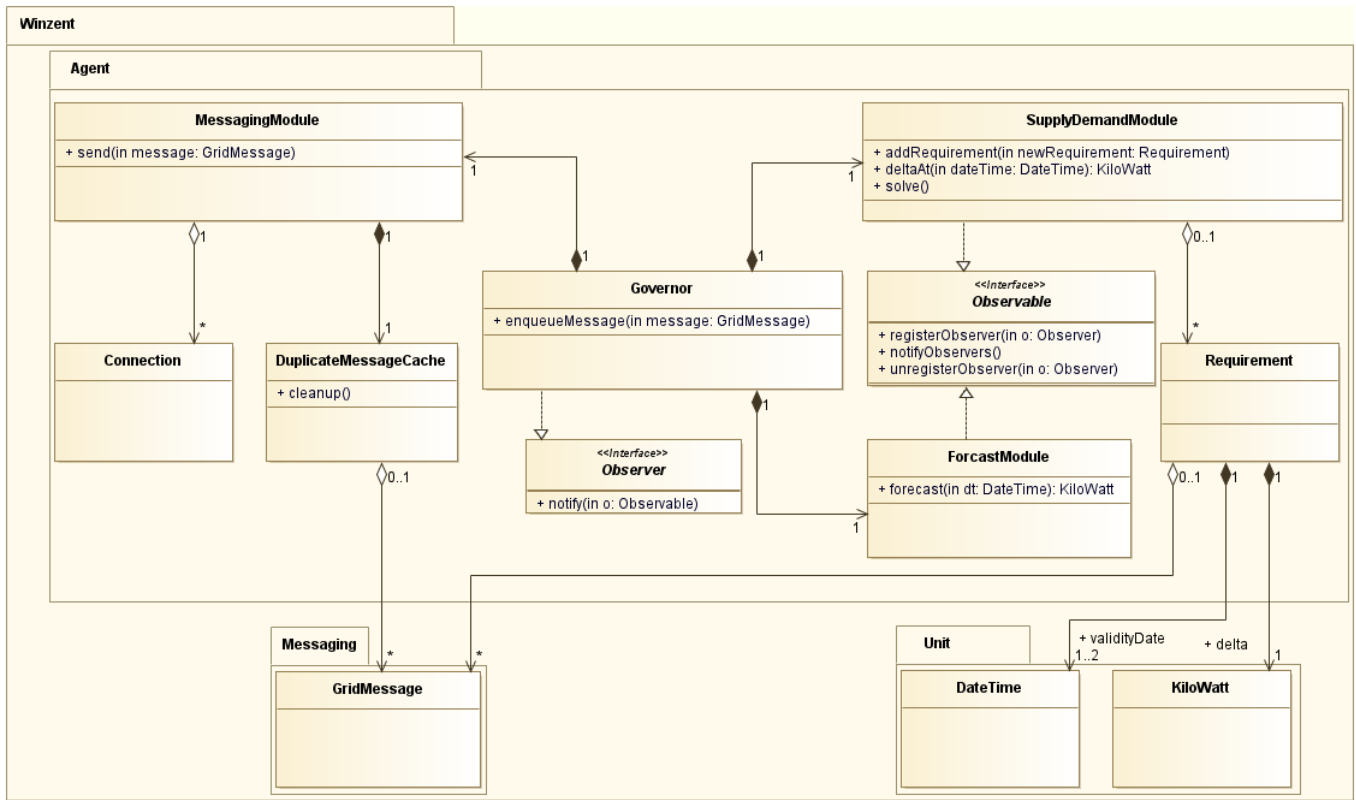 Winzent
Agent
MessagingModule
+ send(in message: GridMessage)
SupplyDemandModule
+ addRequirement(in newRequirement: Requirement)
+ deltaAt(in dateTime: DateTime): KiloWatt
+ solve()
1
1
1
1
0..1
1
1
Governor
+ enqueueMessage(in message: GridMessage)
<<Interface>>
Observable
+ registerObserver(in o: Observer)
+ notifyObservers()
+ unregisterObserver(in o: Observer)
*
1
*
Connection
DuplicateMessageCache
+ cleanup()
Requirement
1
<<Interface>>
Observer
+ notify(in o: Observable)
ForcastModule
+ forecast(in dt: DateTime): KiloWatt
1
0..1
0..1
1
1
Messaging
*
*
GridMessage
Unit
+ validityDate
1..2
+ delta
1
DateTime
KiloWatt